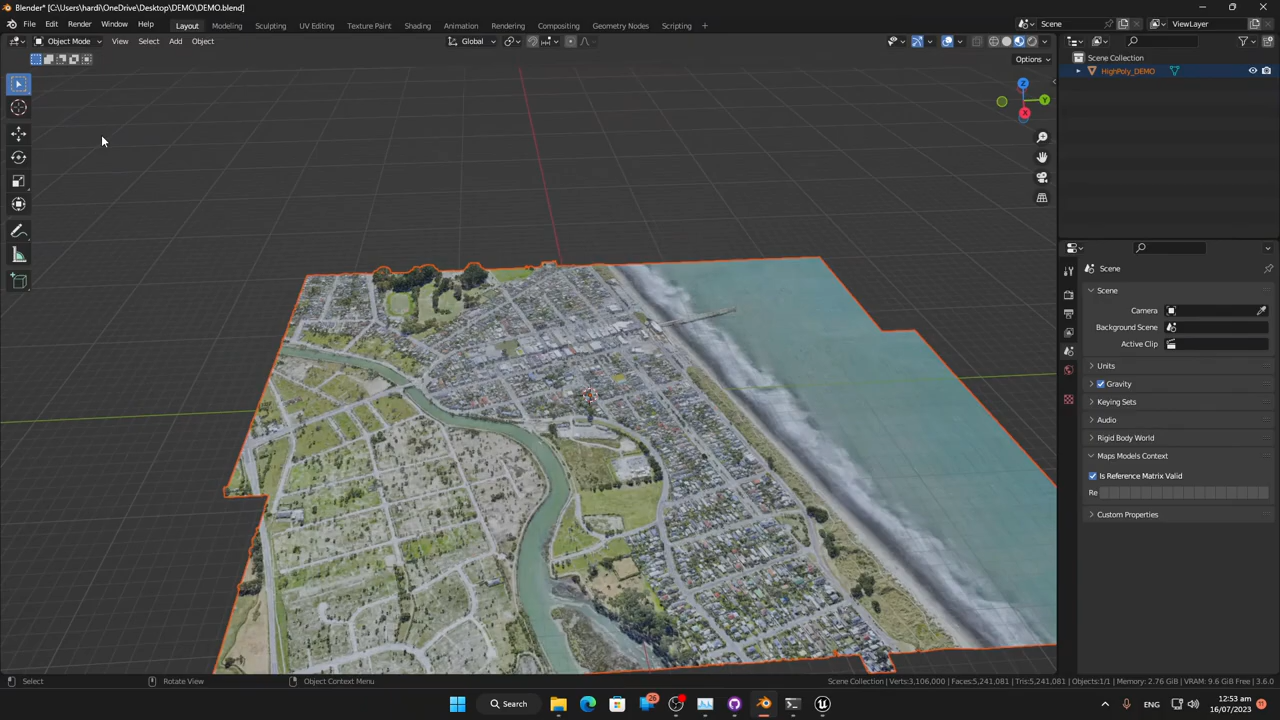 Blender* [C:\Users\hardi\OneDrive\Desktop\DEMO\DEMO.blend]
File Edit Render Window Help Layout Modeling Sculpting UV Editing Texture Paint Shading Animation Rendering Compositing Geometry Nodes Scripting + Scene ViewLayer
Object Mode View Select Add Object Global
Options
Scene Collection
HighPoly_DEMO
Z
Y
X
Scene
Scene
Camera
Background Scene
Active Clip
Units
Gravity
Keying Sets
Audio
Rigid Body World
Maps Models Context
Is Reference Matrix Valid
Re
Custom Properties
Select Rotate View Object Context Menu Scene Collection | Verts:3,106,000 | Faces:5,241,081 | Tris:5,241,081 | Objects:1/1 | Memory: 2.76 GiB | VRAM: 9.6 GiB Free | 3.6.0
Search 26 ENG 12:53 pm
16/07/2023